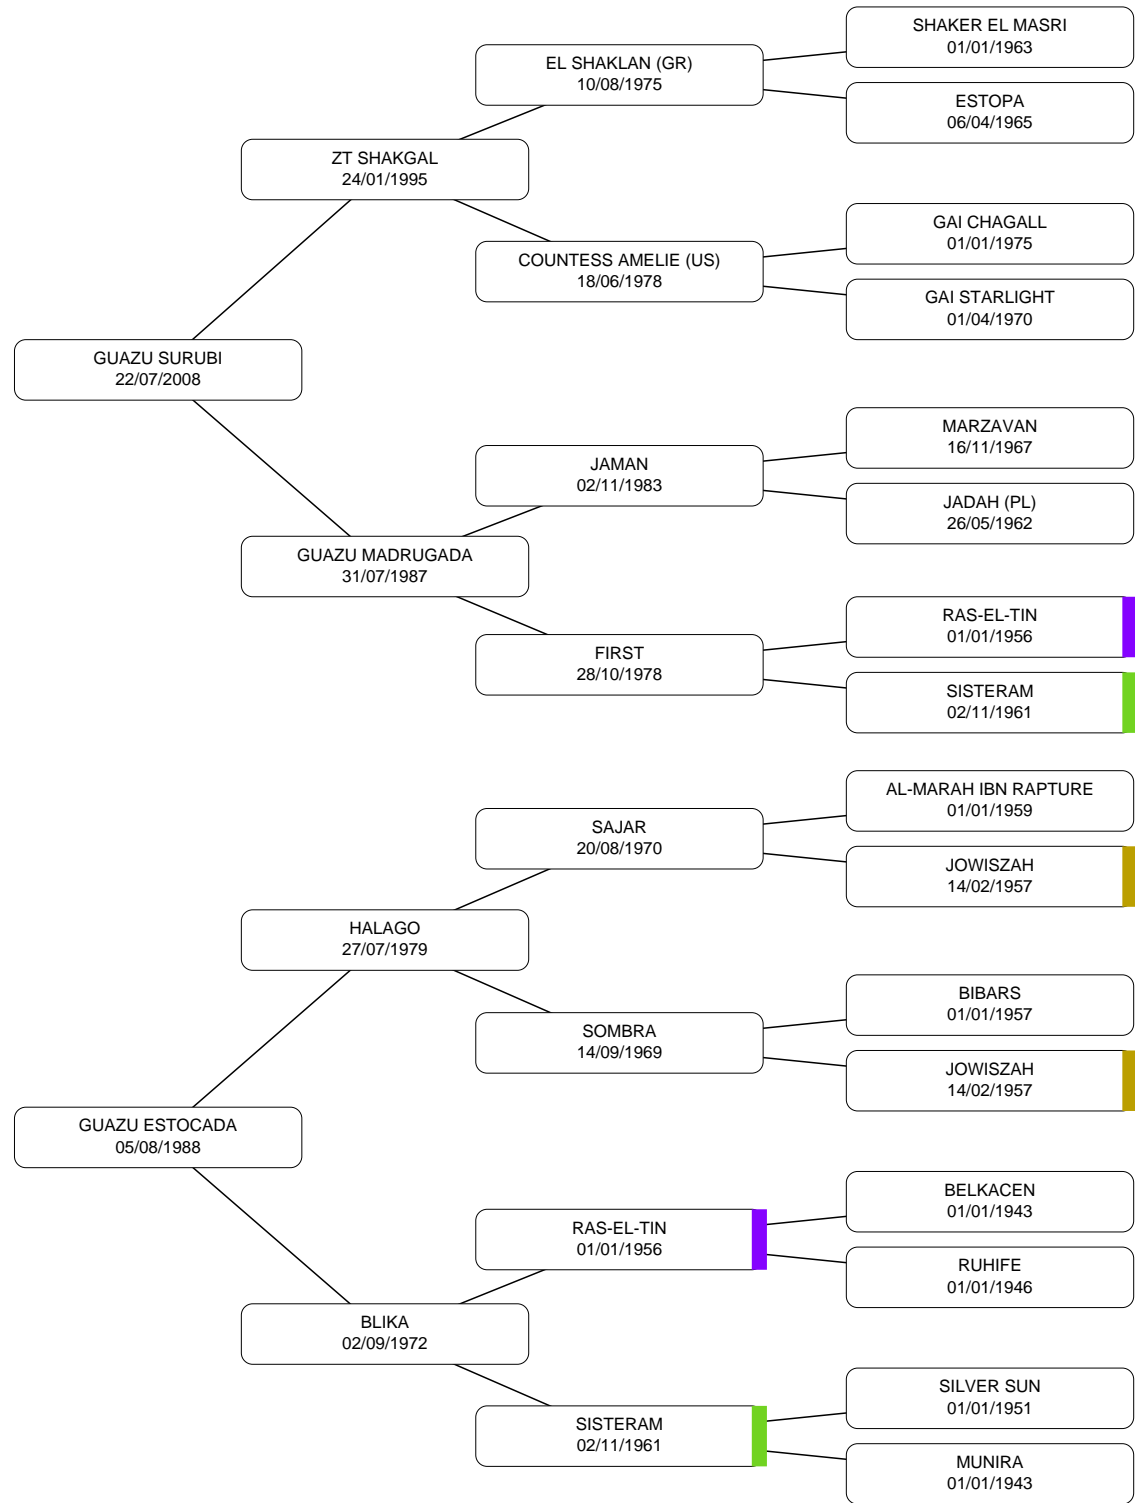 SHAKER EL MASRI
01/01/1963
EL SHAKLAN (GR)
10/08/1975
ESTOPA
06/04/1965
ZT SHAKGAL
24/01/1995
GAI CHAGALL
01/01/1975
COUNTESS AMELIE (US)
18/06/1978
GAI STARLIGHT
01/04/1970
GUAZU SURUBI
22/07/2008
MARZAVAN
16/11/1967
JAMAN
02/11/1983
JADAH (PL)
26/05/1962
GUAZU MADRUGADA
31/07/1987
RAS-EL-TIN
01/01/1956
FIRST
28/10/1978
SISTERAM
02/11/1961
AL-MARAH IBN RAPTURE
01/01/1959
SAJAR
20/08/1970
JOWISZAH
14/02/1957
HALAGO
27/07/1979
BIBARS
01/01/1957
SOMBRA
14/09/1969
JOWISZAH
14/02/1957
GUAZU ESTOCADA
05/08/1988
BELKACEN
01/01/1943
RAS-EL-TIN
01/01/1956
RUHIFE
01/01/1946
BLIKA
02/09/1972
SILVER SUN
01/01/1951
SISTERAM
02/11/1961
MUNIRA
01/01/1943